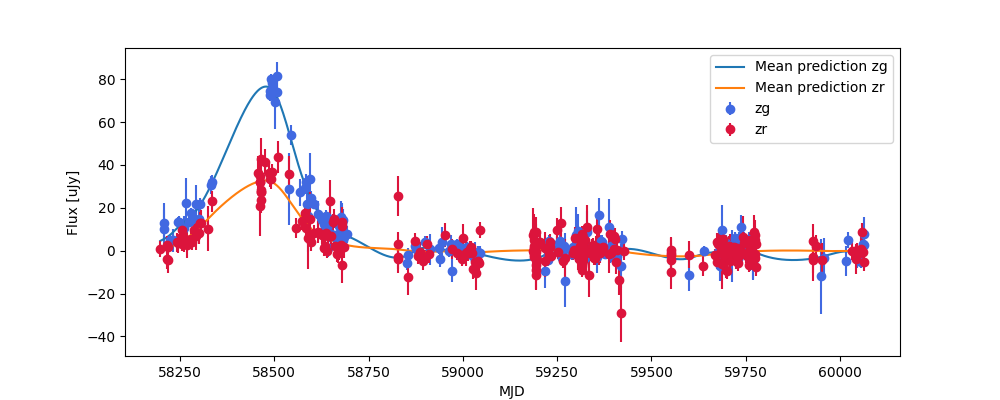 Mean prediction zg
Mean prediction zr
zg
zr
Flux [uJy]
80
60
40
20
0
−20
−40
58250
58500
58750
59000
59250
59500
59750
60000
MJD